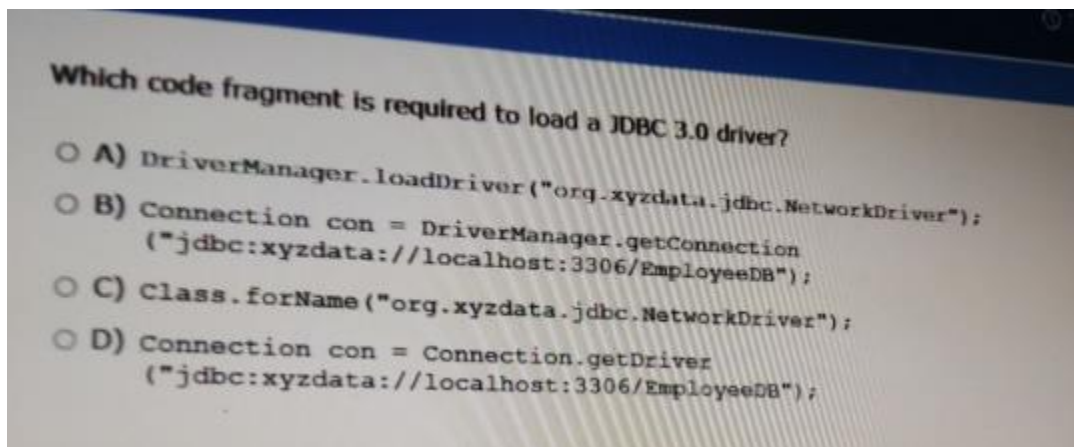 Which code fragment is required to load a JDBC 3.0 driver?
A) DriverManager.loadDriver("org.xyzdata.jdbc.NetworkDriver");
B) Connection con = DriverManager.getConnection
("jdbc:xyzdata://localhost:3306/EmployeeDB");
C) Class.forName("org.xyzdata.jdbc.NetworkDriver");
D) Connection con = Connection.getDriver
("jdbc:xyzdata://localhost:3306/EmployeeDB");